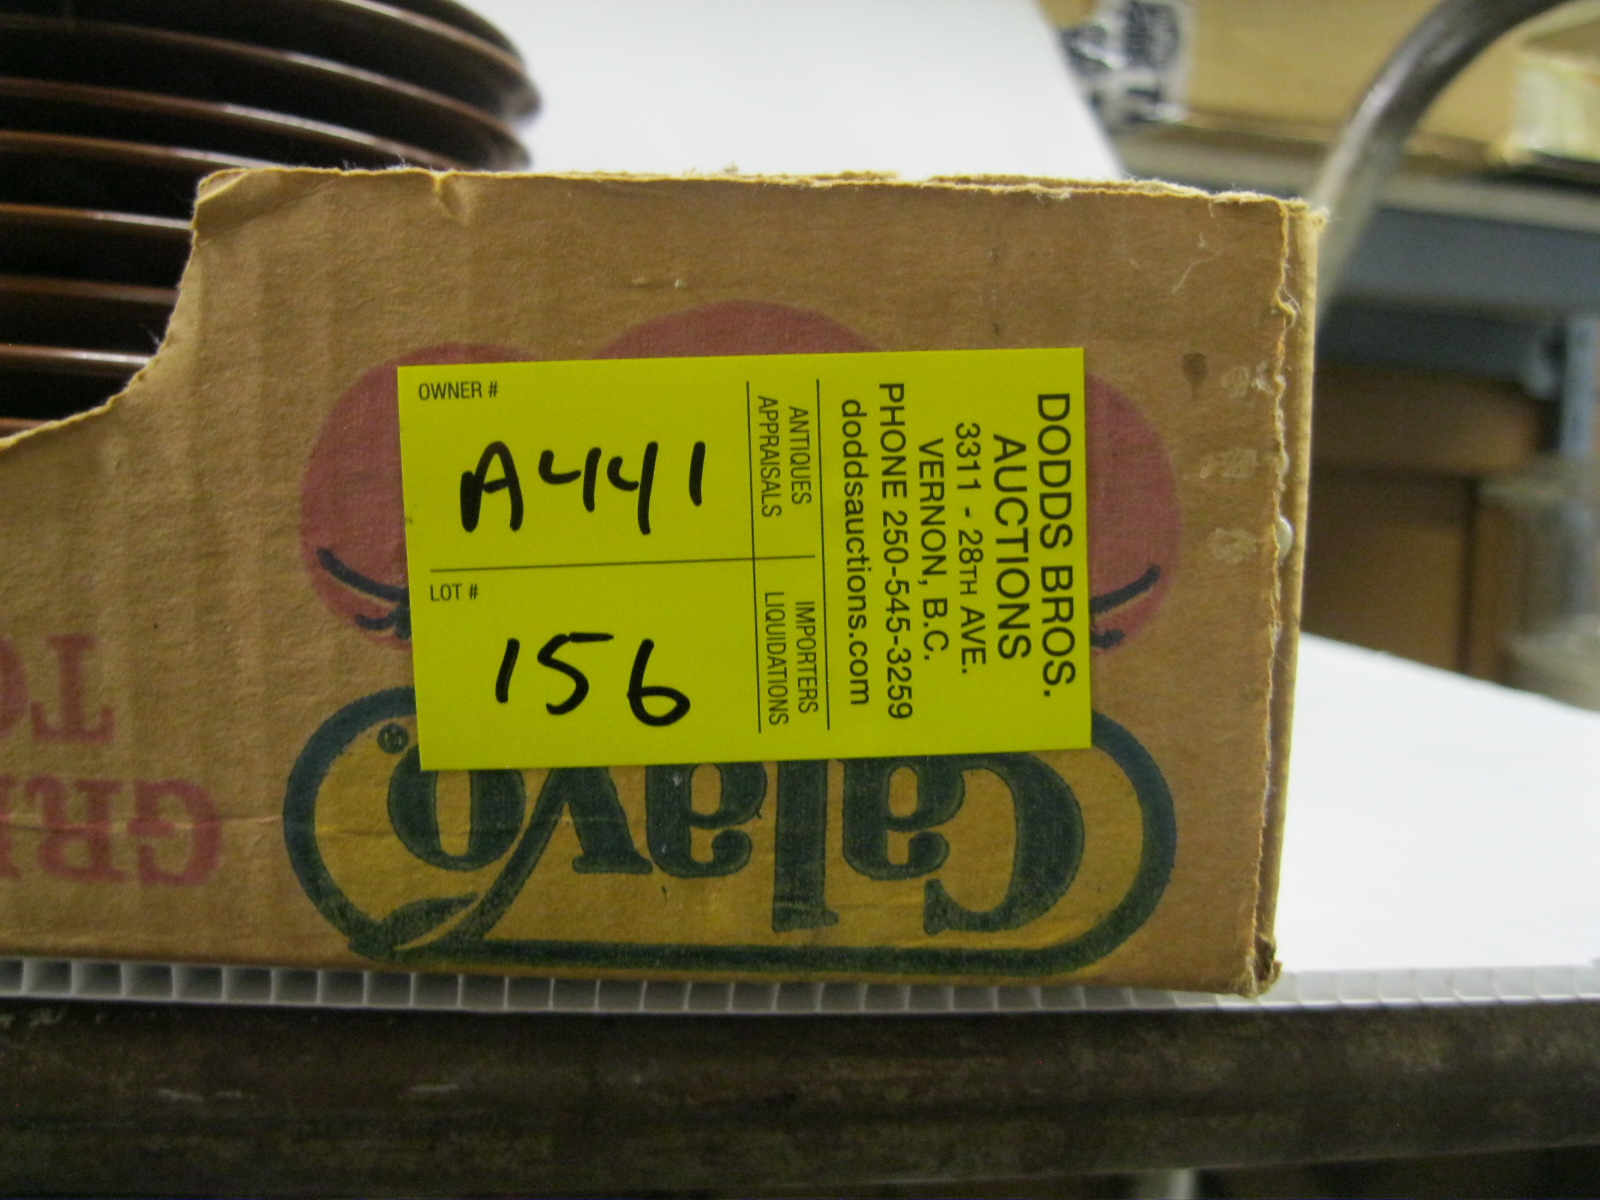 OWNER #
A441
LOT #
156
ANTIQUES
APPRAISALS
IMPORTERS
LIQUIDATIONS
DODDS BROS.
AUCTIONS
3311 - 28TH AVE.
VERNON, B.C.
PHONE 250-545-3259
doddsauctions.com
Calavo®